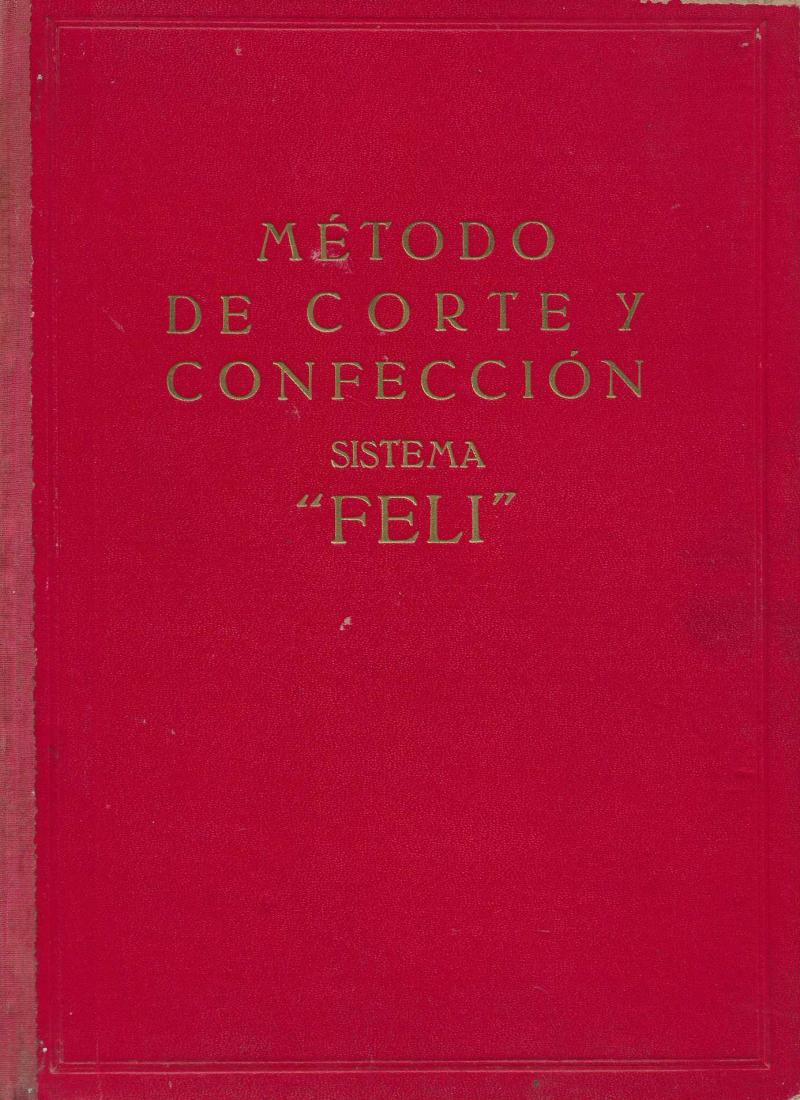 MÉTODO
DE CORTE Y
CONFECCIÓN
SISTEMA
“FELI”